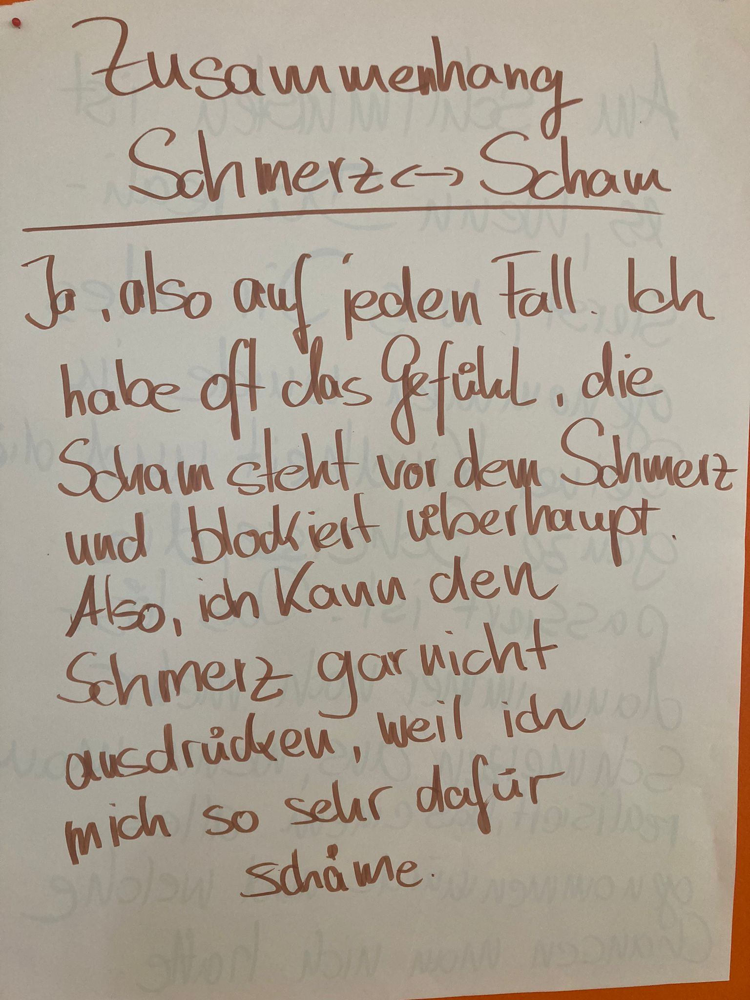 Zusammenhang
Schmerz <-> Scham
Ja, also auf jeden Fall. Ich
habe oft das Gefühl, die
Scham steht vor dem Schmerz
und blockiert überhaupt.
Also, ich kann den
Schmerz gar nicht
ausdrücken, weil ich
mich so sehr dafür
schäme.